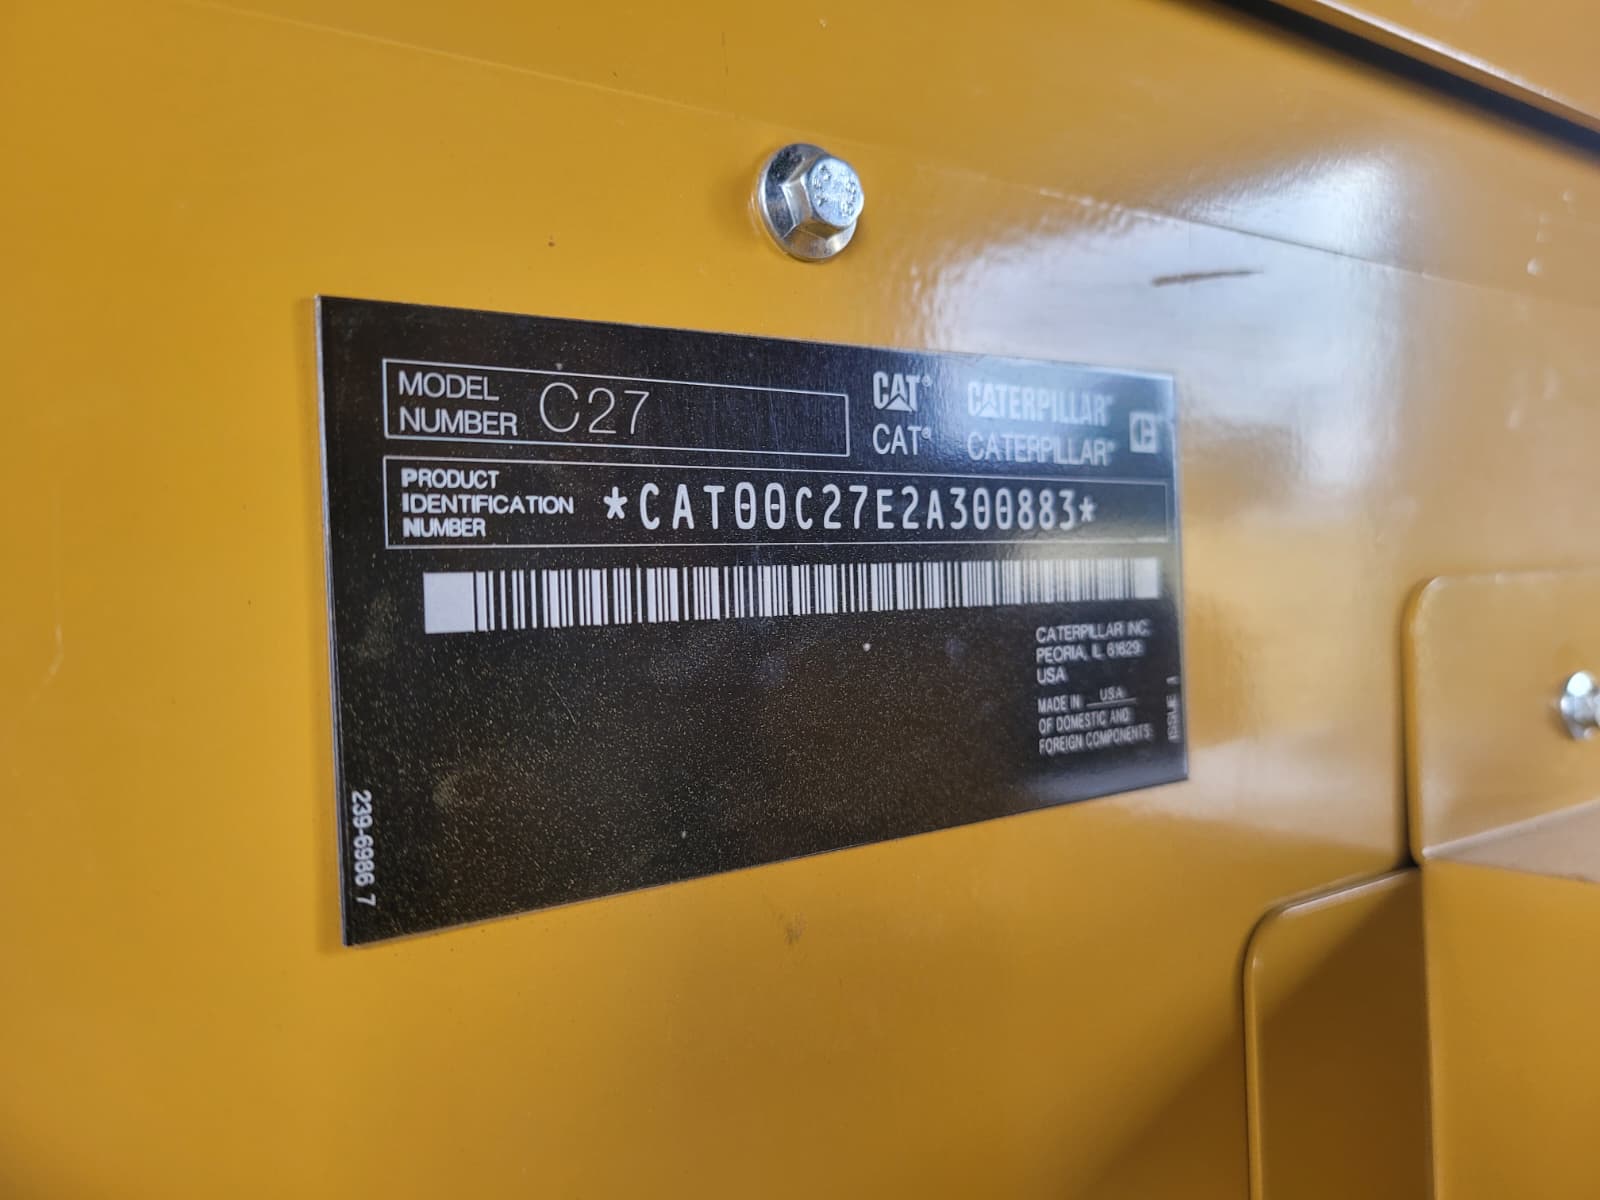 MODEL
NUMBER C27
CAT® CATERPILLAR®
CAT® CATERPILLAR®
PRODUCT
IDENTIFICATION
NUMBER
*CAT00C27E2A300883*
CATERPILLAR INC.
PEORIA, IL 61629
USA
MADE IN USA
OF DOMESTIC AND
FOREIGN COMPONENTS
ISSUE 1
239-6986 7